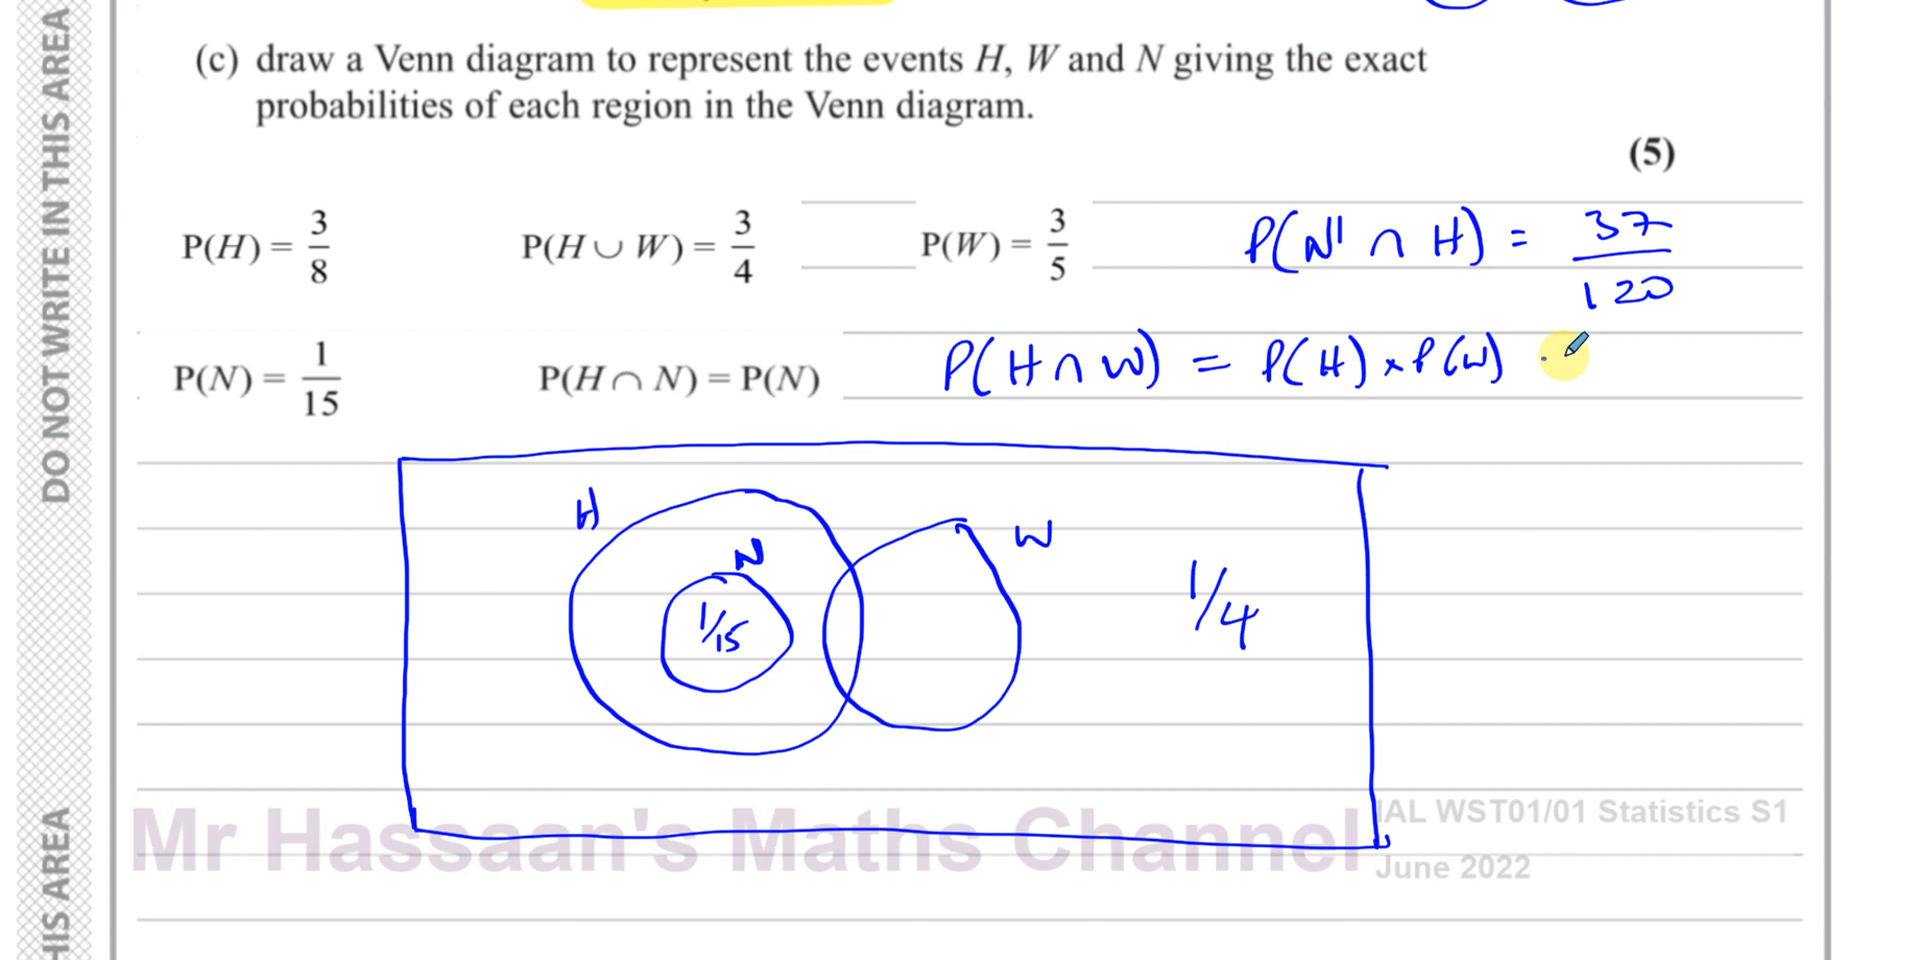 DO NOT WRITE IN THIS AREA
(c) draw a Venn diagram to represent the events H, W and N giving the exact
probabilities of each region in the Venn diagram.
(5)
P(H) = 3/8
P(H ∪ W) = 3/4
P(W) = 3/5
P(N' ∩ H) = 37/120
P(N) = 1/15
P(H ∩ N) = P(N)
P(H ∩ W) = P(H) × P(W)
H
N
W
1/15
1/4
Mr Hassaan's Maths Channel
IAL WST01/01 Statistics S1
June 2022
HIS AREA